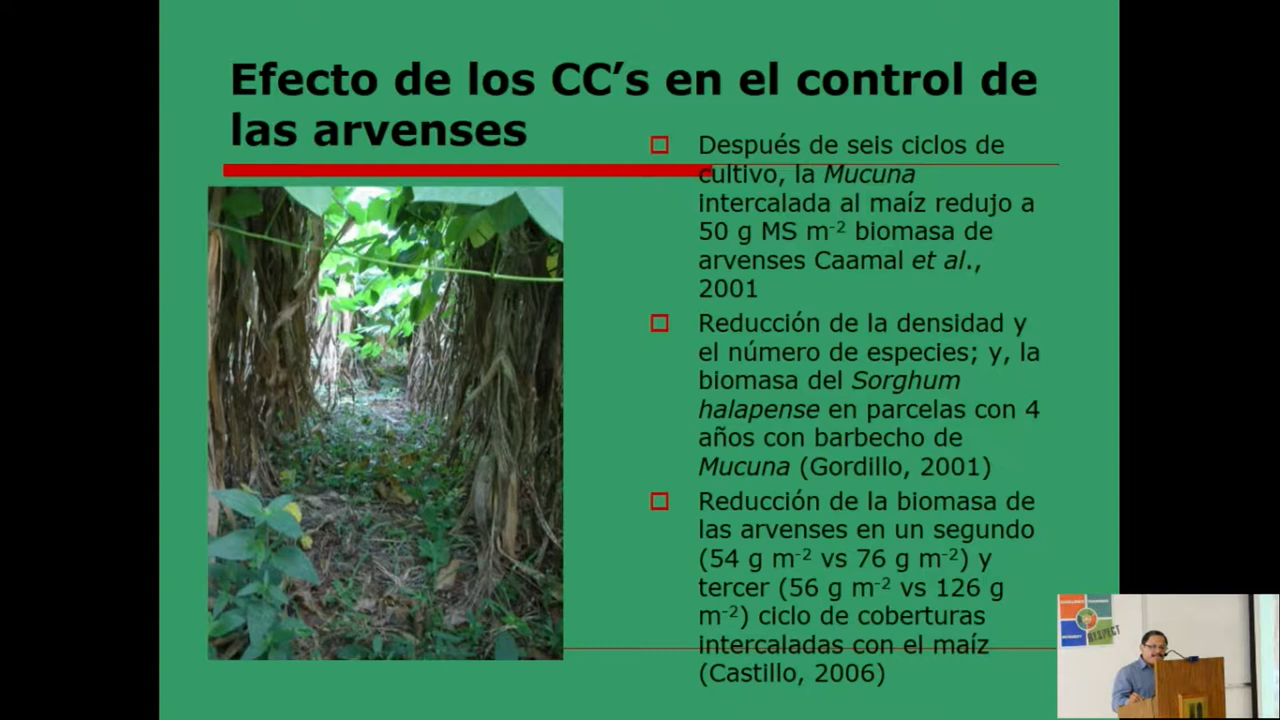 Efecto de los CC’s en el control de
las arvenses
Después de seis ciclos de
cultivo, la Mucuna
intercalada al maíz redujo a
50 g MS m⁻² biomasa de
arvenses Caamal et al.,
2001
Reducción de la densidad y
el número de especies; y, la
biomasa del Sorghum
halapense en parcelas con 4
años con barbecho de
Mucuna (Gordillo, 2001)
Reducción de la biomasa de
las arvenses en un segundo
(54 g m⁻² vs 76 g m⁻²) y
tercer (56 g m⁻² vs 126 g
m⁻²) ciclo de coberturas
intercaladas con el maíz
(Castillo, 2006)
RESPECT